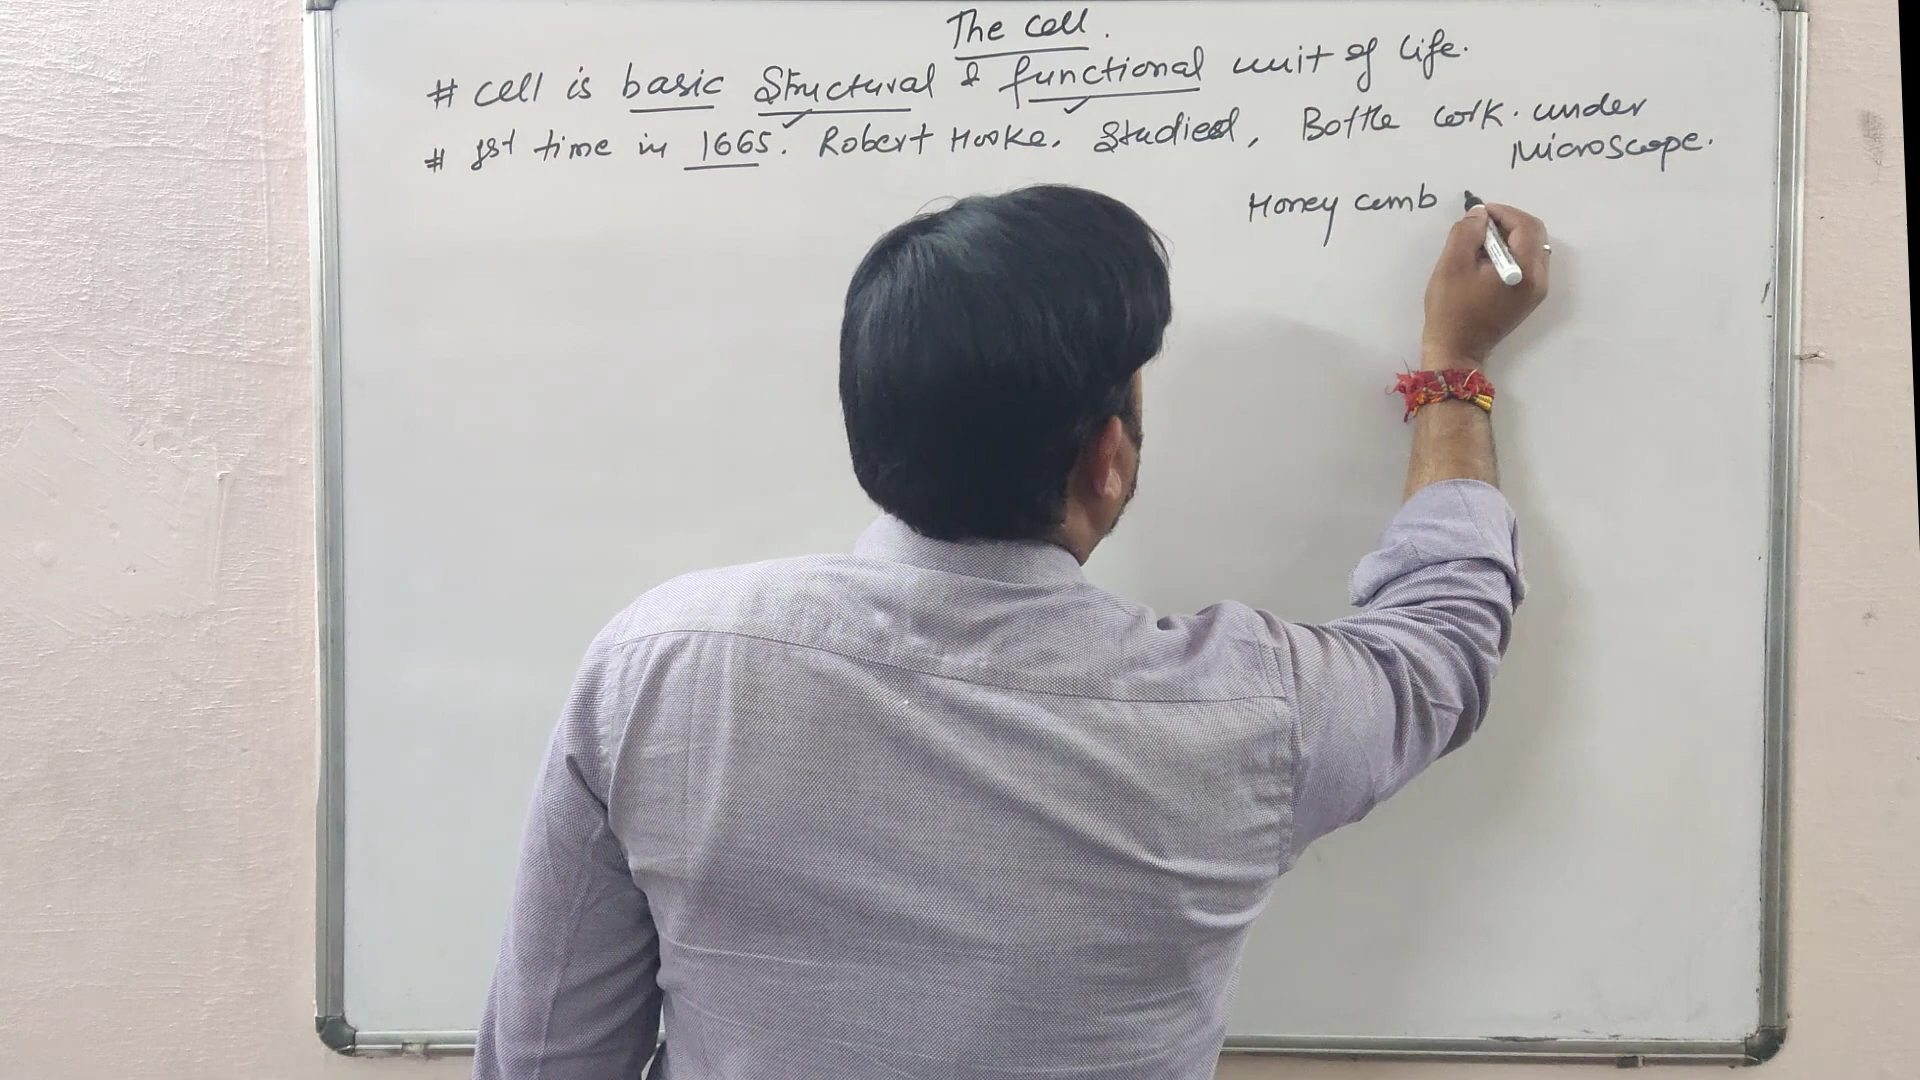 The cell.
# cell is basic Structural & functional unit of life.
# 1st time in 1665. Robert Hooke. Studied, Bottle cork. under
Microscope.
Honey comb